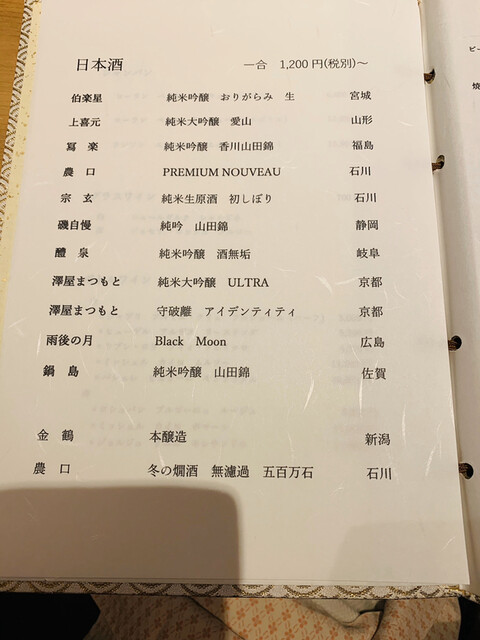 日本酒　一合　1,200円(税別)〜
伯楽星　純米吟醸　おりがらみ　生　宮城
上喜元　純米大吟醸　愛山　山形
冩　楽　純米吟醸　香川山田錦　福島
農　口　PREMIUM NOUVEAU　石川
宗　玄　純米生原酒　初しぼり　石川
磯自慢　純吟　山田錦　静岡
醴　泉　純米吟醸　酒無垢　岐阜
澤屋まつもと　純米大吟醸　ULTRA　京都
澤屋まつもと　守破離　アイデンティティ　京都
雨後の月　Black　Moon　広島
鍋　島　純米吟醸　山田錦　佐賀
金　鶴　本醸造　新潟
農　口　冬の燗酒　無濾過　五百万石　石川
ビ
焼